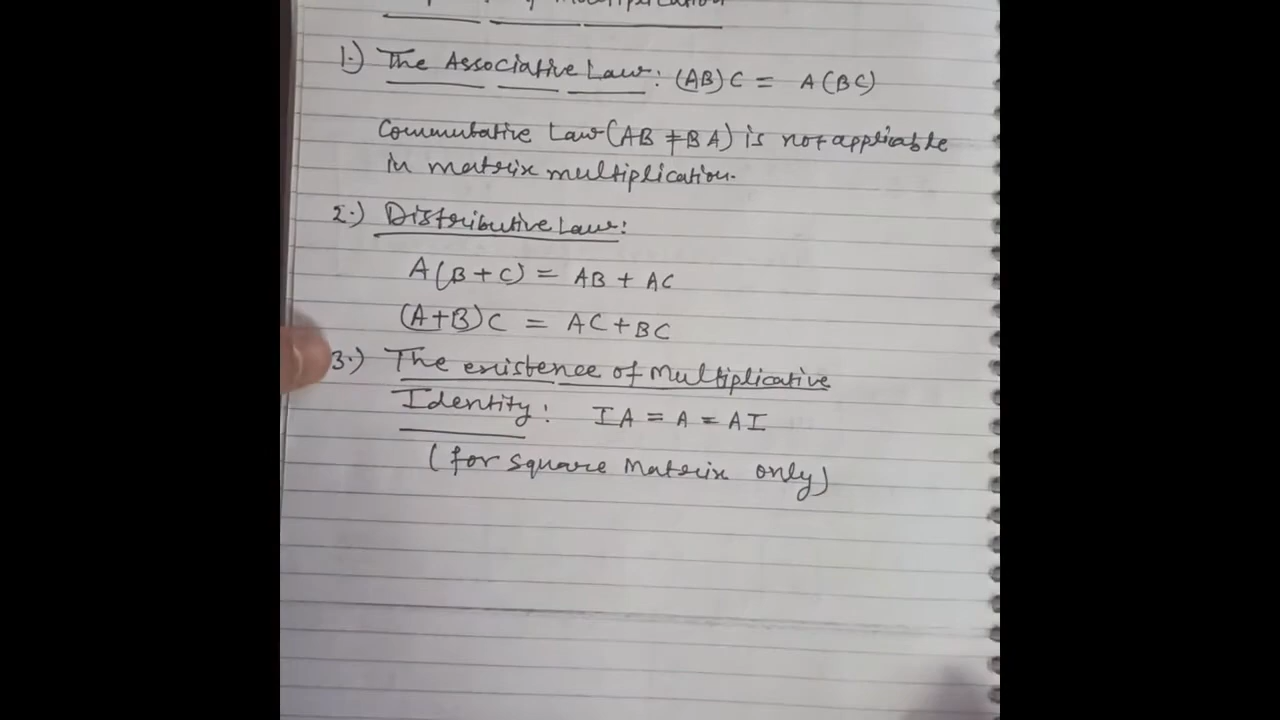 Multiplication
1.) The Associative Law: (AB)C = A(BC)
Commutative Law (AB ≠ BA) is not applicable
in matrix multiplication.
2.) Distributive Law:
A(B+C) = AB + AC
(A+B)C = AC+BC
3.) The existence of Multiplicative
Identity: IA = A = AI
(for square Matrix only)